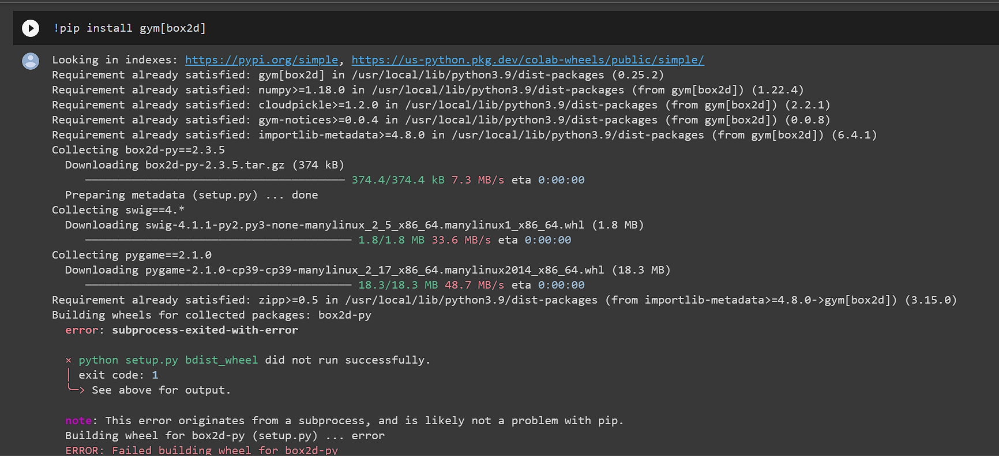 !pip install gym[box2d]
Looking in indexes: https://pypi.org/simple, https://us-python.pkg.dev/colab-wheels/public/simple/
Requirement already satisfied: gym[box2d] in /usr/local/lib/python3.9/dist-packages (0.25.2)
Requirement already satisfied: numpy>=1.18.0 in /usr/local/lib/python3.9/dist-packages (from gym[box2d]) (1.22.4)
Requirement already satisfied: cloudpickle>=1.2.0 in /usr/local/lib/python3.9/dist-packages (from gym[box2d]) (2.2.1)
Requirement already satisfied: gym-notices>=0.0.4 in /usr/local/lib/python3.9/dist-packages (from gym[box2d]) (0.0.8)
Requirement already satisfied: importlib-metadata>=4.8.0 in /usr/local/lib/python3.9/dist-packages (from gym[box2d]) (6.4.1)
Collecting box2d-py==2.3.5
Downloading box2d-py-2.3.5.tar.gz (374 kB)
374.4/374.4 kB 7.3 MB/s eta 0:00:00
Preparing metadata (setup.py) ... done
Collecting swig==4.*
Downloading swig-4.1.1-py2.py3-none-manylinux_2_5_x86_64.manylinux1_x86_64.whl (1.8 MB)
1.8/1.8 MB 33.6 MB/s eta 0:00:00
Collecting pygame==2.1.0
Downloading pygame-2.1.0-cp39-cp39-manylinux_2_17_x86_64.manylinux2014_x86_64.whl (18.3 MB)
18.3/18.3 MB 48.7 MB/s eta 0:00:00
Requirement already satisfied: zipp>=0.5 in /usr/local/lib/python3.9/dist-packages (from importlib-metadata>=4.8.0->gym[box2d]) (3.15.0)
Building wheels for collected packages: box2d-py
error: subprocess-exited-with-error
× python setup.py bdist_wheel did not run successfully.
│ exit code: 1
╰─> See above for output.
note: This error originates from a subprocess, and is likely not a problem with pip.
Building wheel for box2d-py (setup.py) ... error
ERROR: Failed building wheel for box2d-py